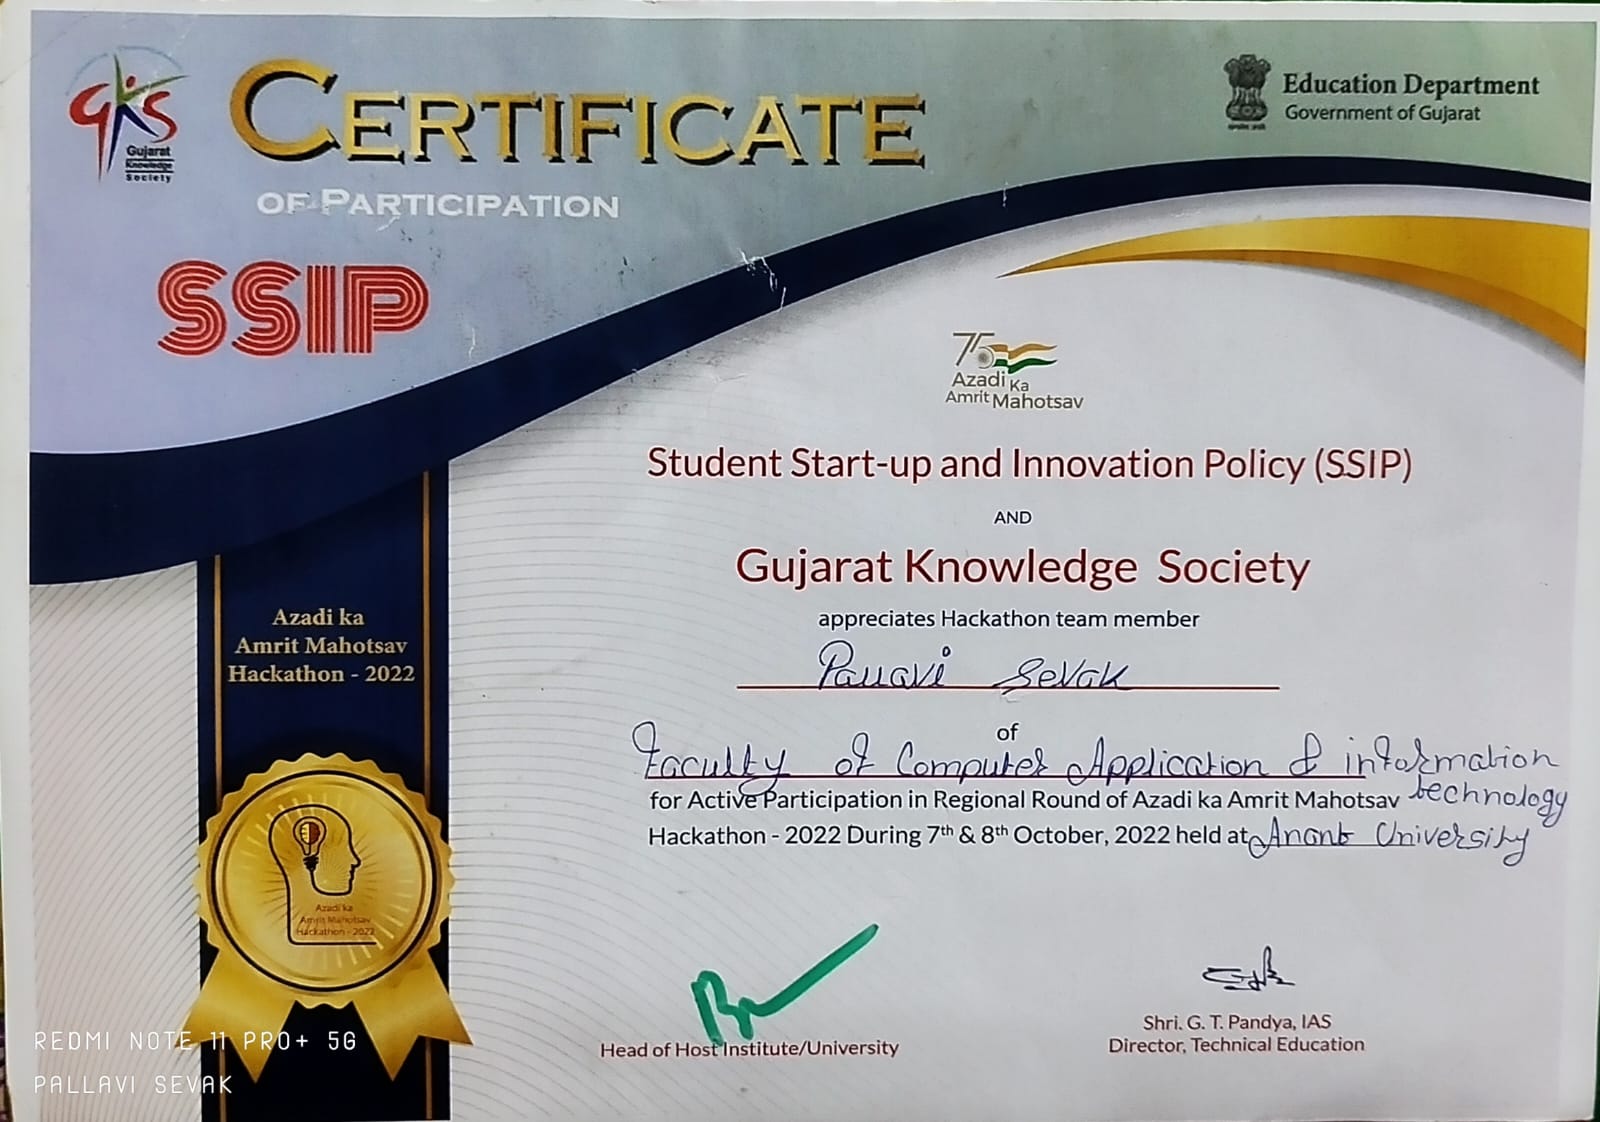 GKS
Gujarat
Knowledge
Society
CERTIFICATE
OF PARTICIPATION
SSIP
Education Department
Government of Gujarat
75
Azadi Ka
Amrit Mahotsav
Student Start-up and Innovation Policy (SSIP)
AND
Gujarat Knowledge Society
appreciates Hackathon team member
Pallavi Sevak
of
Faculty of Computer Application & information
technology
for Active Participation in Regional Round of Azadi ka Amrit Mahotsav
Hackathon - 2022 During 7th & 8th October, 2022 held at Anant University
Azadi ka
Amrit Mahotsav
Hackathon - 2022
Azadi ka
Amrit Mahotsav
Hackathon - 2022
Head of Host Institute/University
Shri. G. T. Pandya, IAS
Director, Technical Education
REDMI NOTE 11 PRO+ 5G
PALLAVI SEVAK